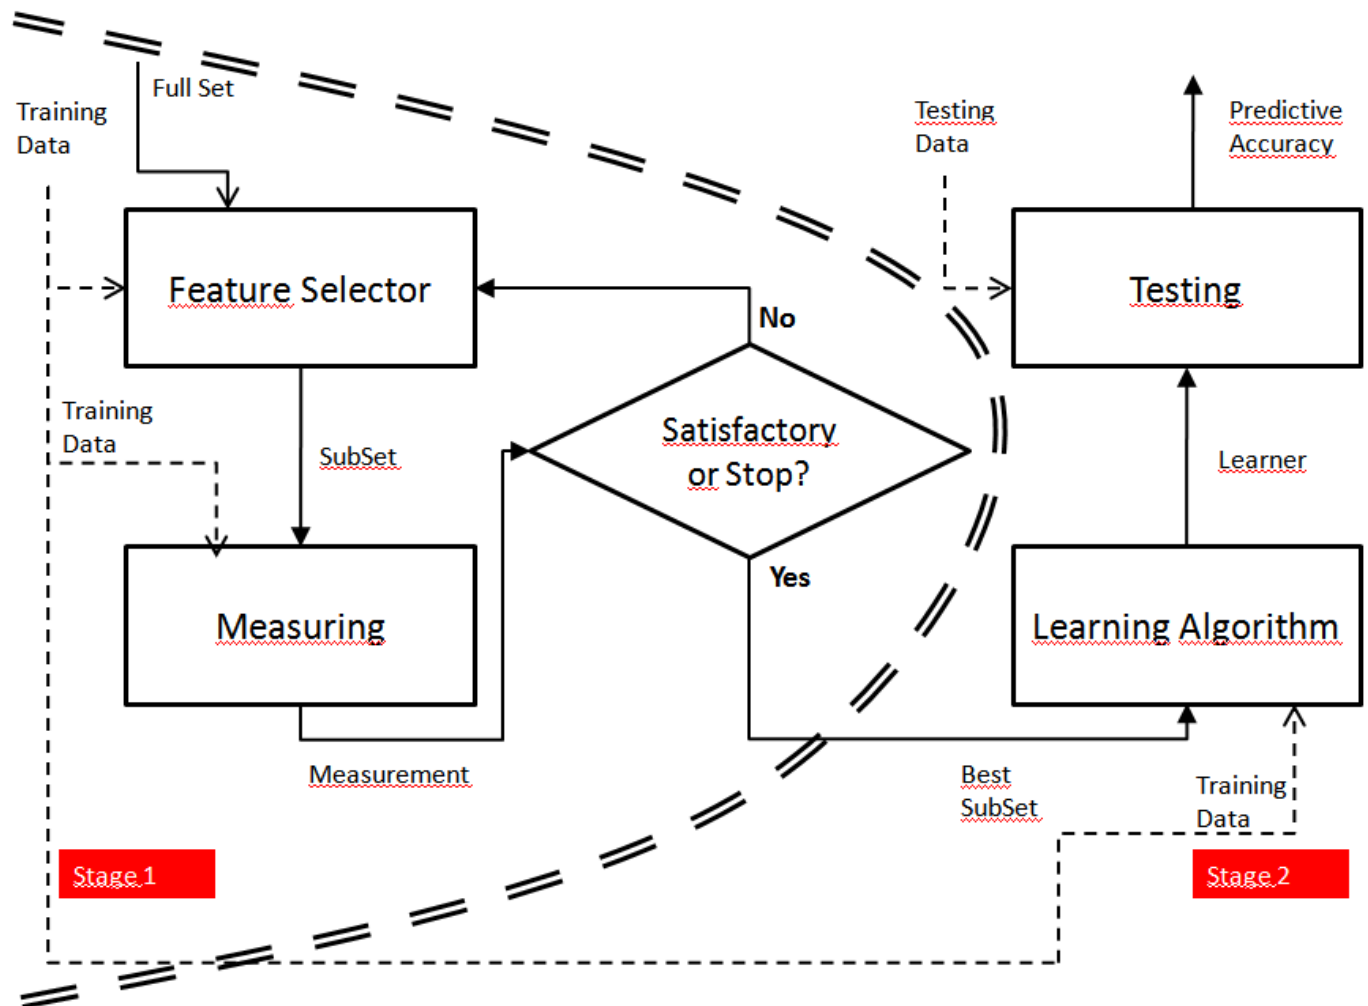 Full Set
Training
Data
Testing
Data
Predictive
Accuracy
Feature Selector
Testing
No
Training
Data
SubSet
Satisfactory
or Stop?
Learner
Yes
Measuring
Learning Algorithm
Measurement
Best
SubSet
Training
Data
Stage 1
Stage 2